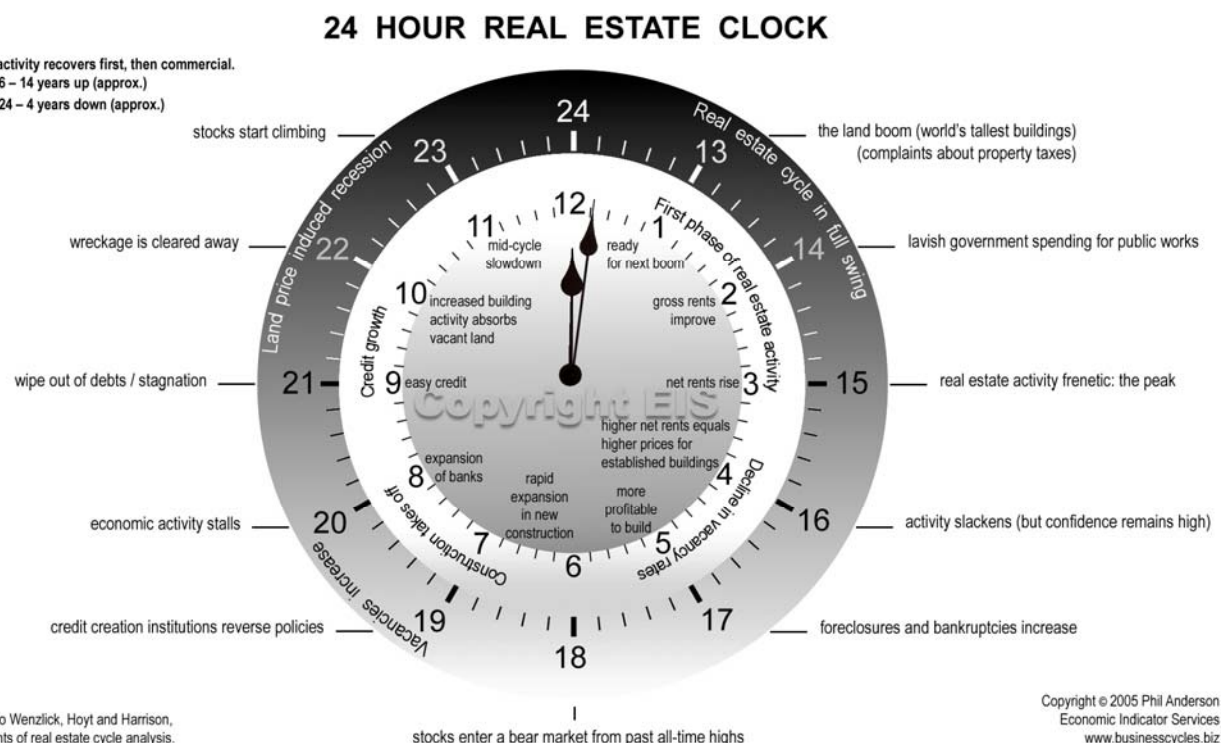 24 HOUR REAL ESTATE CLOCK
activity recovers first, then commercial.
6 – 14 years up (approx.)
24 – 4 years down (approx.)
stocks start climbing
wreckage is cleared away
wipe out of debts / stagnation
economic activity stalls
credit creation institutions reverse policies
stocks enter a bear market from past all-time highs
the land boom (world's tallest buildings)
(complaints about property taxes)
lavish government spending for public works
real estate activity frenetic: the peak
activity slackens (but confidence remains high)
foreclosures and bankruptcies increase
Land price induced recession
Real estate cycle in full swing
Vacancies increase
24
13
14
15
16
17
18
19
20
21
22
23
First phase of real estate activity
Decline in vacancy rates
Construction takes off
Credit growth
12
1
2
3
4
5
6
7
8
9
10
11
mid-cycle
slowdown
ready
for next boom
increased building
activity absorbs
vacant land
gross rents
improve
easy credit
net rents rise
Copyright EIS
higher net rents equals
higher prices for
established buildings
expansion
of banks
rapid
expansion
in new
construction
more
profitable
to build
o Wenzlick, Hoyt and Harrison,
nts of real estate cycle analysis.
Copyright © 2005 Phil Anderson
Economic Indicator Services
www.businesscycles.biz